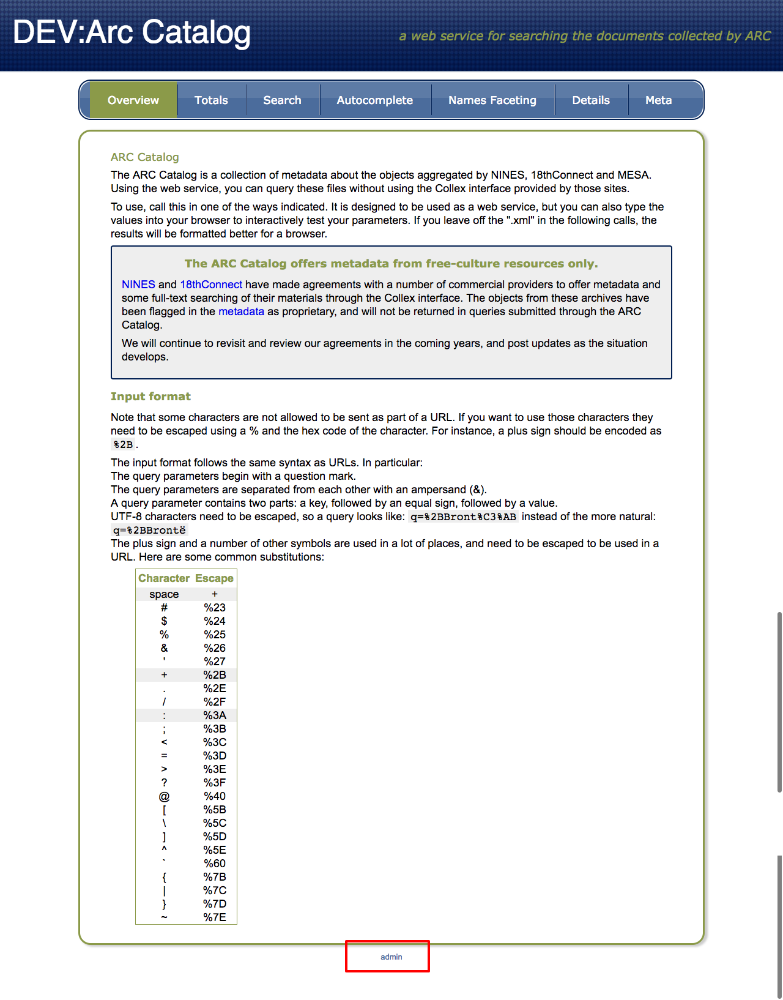 DEV:Arc Catalog
a web service for searching the documents collected by ARC
Overview Totals Search Autocomplete Names Faceting Details Meta
ARC Catalog
The ARC Catalog is a collection of metadata about the objects aggregated by NINES, 18thConnect and MESA.
Using the web service, you can query these files without using the Collex interface provided by those sites.
To use, call this in one of the ways indicated. It is designed to be used as a web service, but you can also type the
values into your browser to interactively test your parameters. If you leave off the ".xml" in the following calls, the
results will be formatted better for a browser.
The ARC Catalog offers metadata from free-culture resources only.
NINES and 18thConnect have made agreements with a number of commercial providers to offer metadata and
some full-text searching of their materials through the Collex interface. The objects from these archives have
been flagged in the metadata as proprietary, and will not be returned in queries submitted through the ARC
Catalog.
We will continue to revisit and review our agreements in the coming years, and post updates as the situation
develops.
Input format
Note that some characters are not allowed to be sent as part of a URL. If you want to use those characters they
need to be escaped using a % and the hex code of the character. For instance, a plus sign should be encoded as
%2B .
The input format follows the same syntax as URLs. In particular:
The query parameters begin with a question mark.
The query parameters are separated from each other with an ampersand (&).
A query parameter contains two parts: a key, followed by an equal sign, followed by a value.
UTF-8 characters need to be escaped, so a query looks like: q=%2BBront%C3%AB instead of the more natural:
q=%2BBrontë
The plus sign and a number of other symbols are used in a lot of places, and need to be escaped to be used in a
URL. Here are some common substitutions:
Character Escape
space +
# %23
$ %24
% %25
& %26
' %27
+ %2B
. %2E
/ %2F
: %3A
; %3B
< %3C
= %3D
> %3E
? %3F
@ %40
[ %5B
\ %5C
] %5D
^ %5E
` %60
{ %7B
| %7C
} %7D
~ %7E
admin